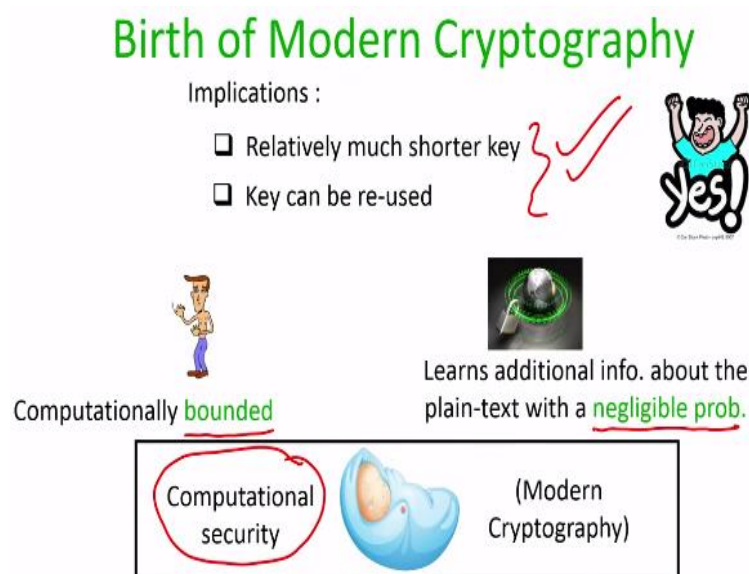 Birth of Modern Cryptography
Implications :
Relatively much shorter key
Key can be re-used
yes!
Learns additional info. about the
plain-text with a negligible prob.
Computationally bounded
Computational
security
(Modern
Cryptography)